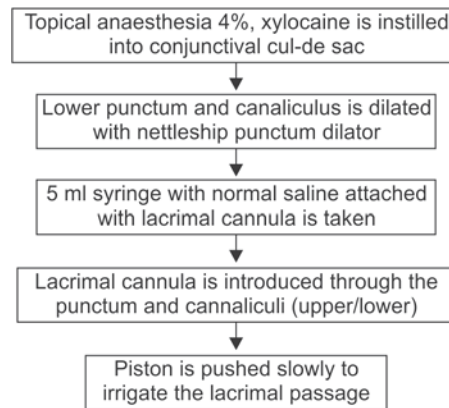 Topical anaesthesia 4%, xylocaine is instilled
into conjunctival cul-de sac
Lower punctum and canaliculus is dilated
with nettleship punctum dilator
5 ml syringe with normal saline attached
with lacrimal cannula is taken
Lacrimal cannula is introduced through the
punctum and cannaliculi (upper/lower)
Piston is pushed slowly to
irrigate the lacrimal passage